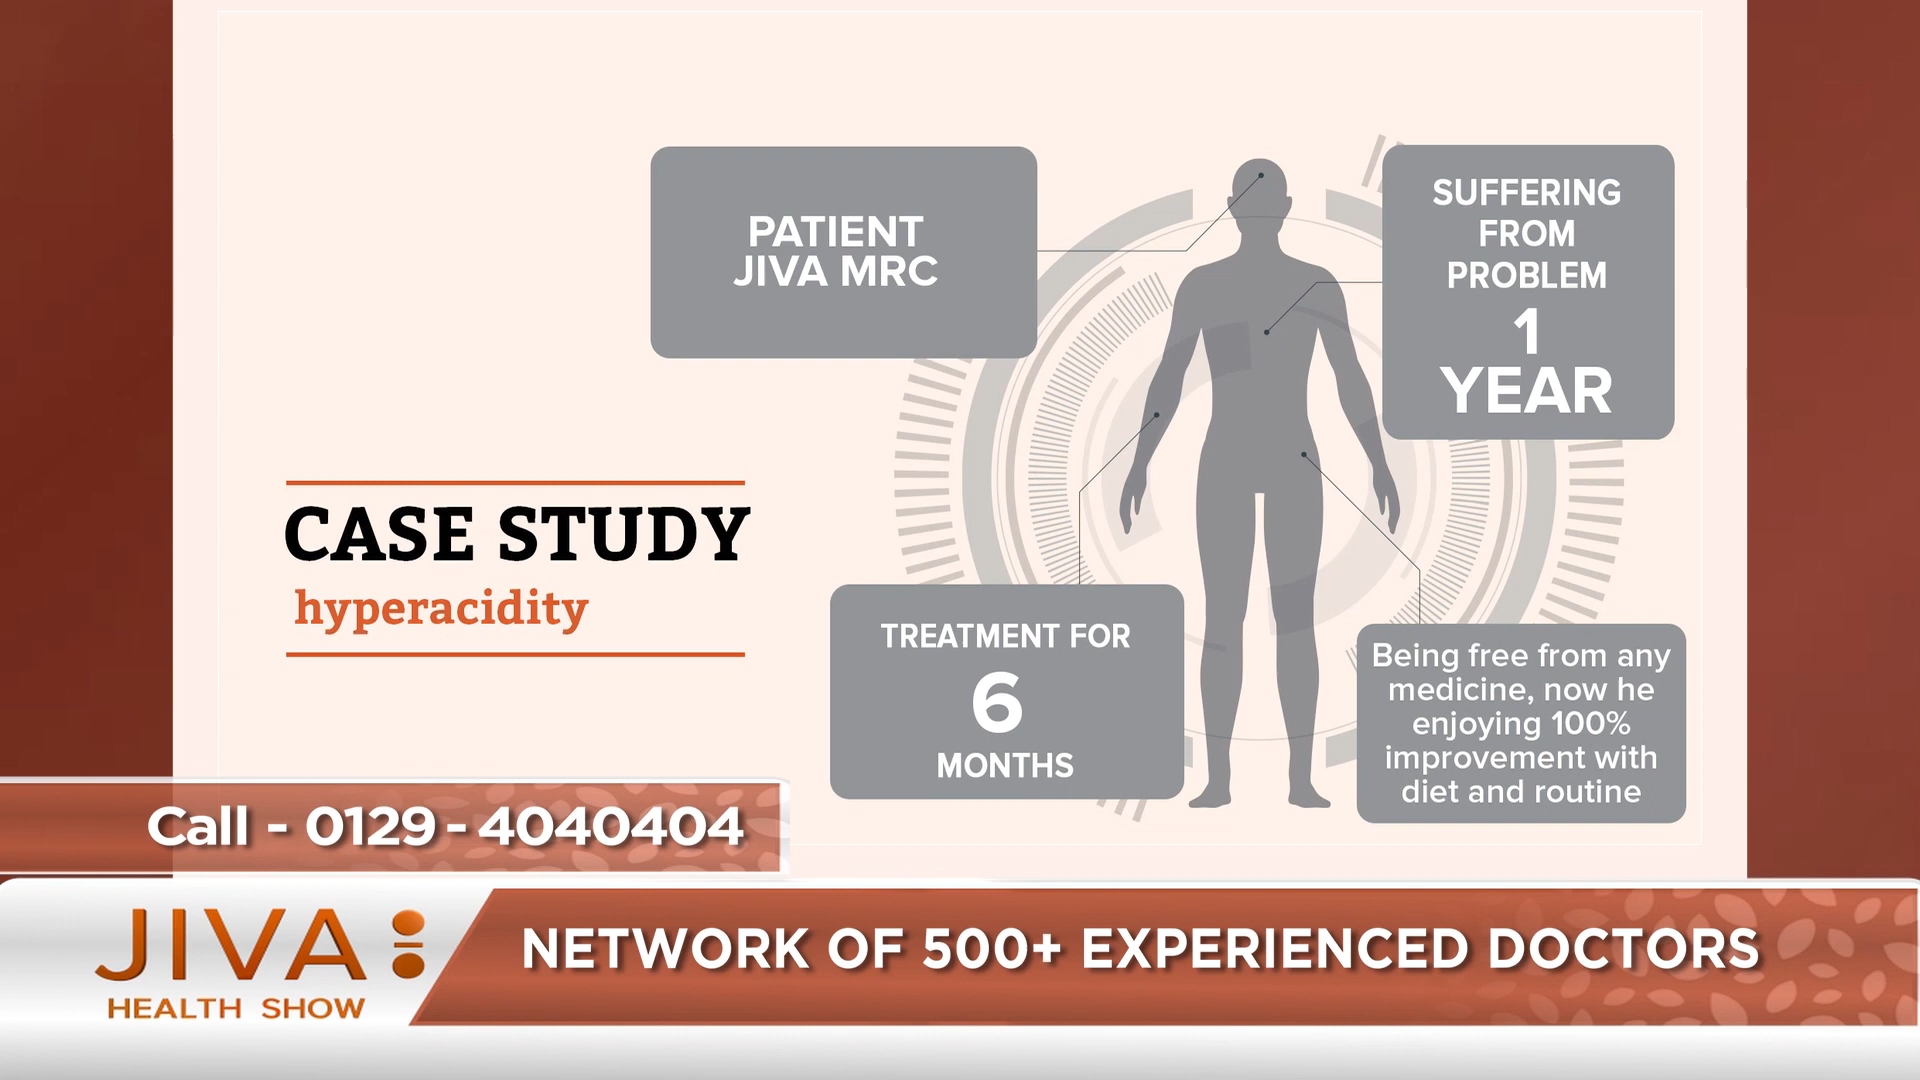 PATIENT
JIVA MRC
SUFFERING
FROM
PROBLEM
1
YEAR
CASE STUDY
hyperacidity
TREATMENT FOR
6
MONTHS
Being free from any
medicine, now he
enjoying 100%
improvement with
diet and routine
Call - 0129 - 4040404
JIVA
HEALTH SHOW
NETWORK OF 500+ EXPERIENCED DOCTORS